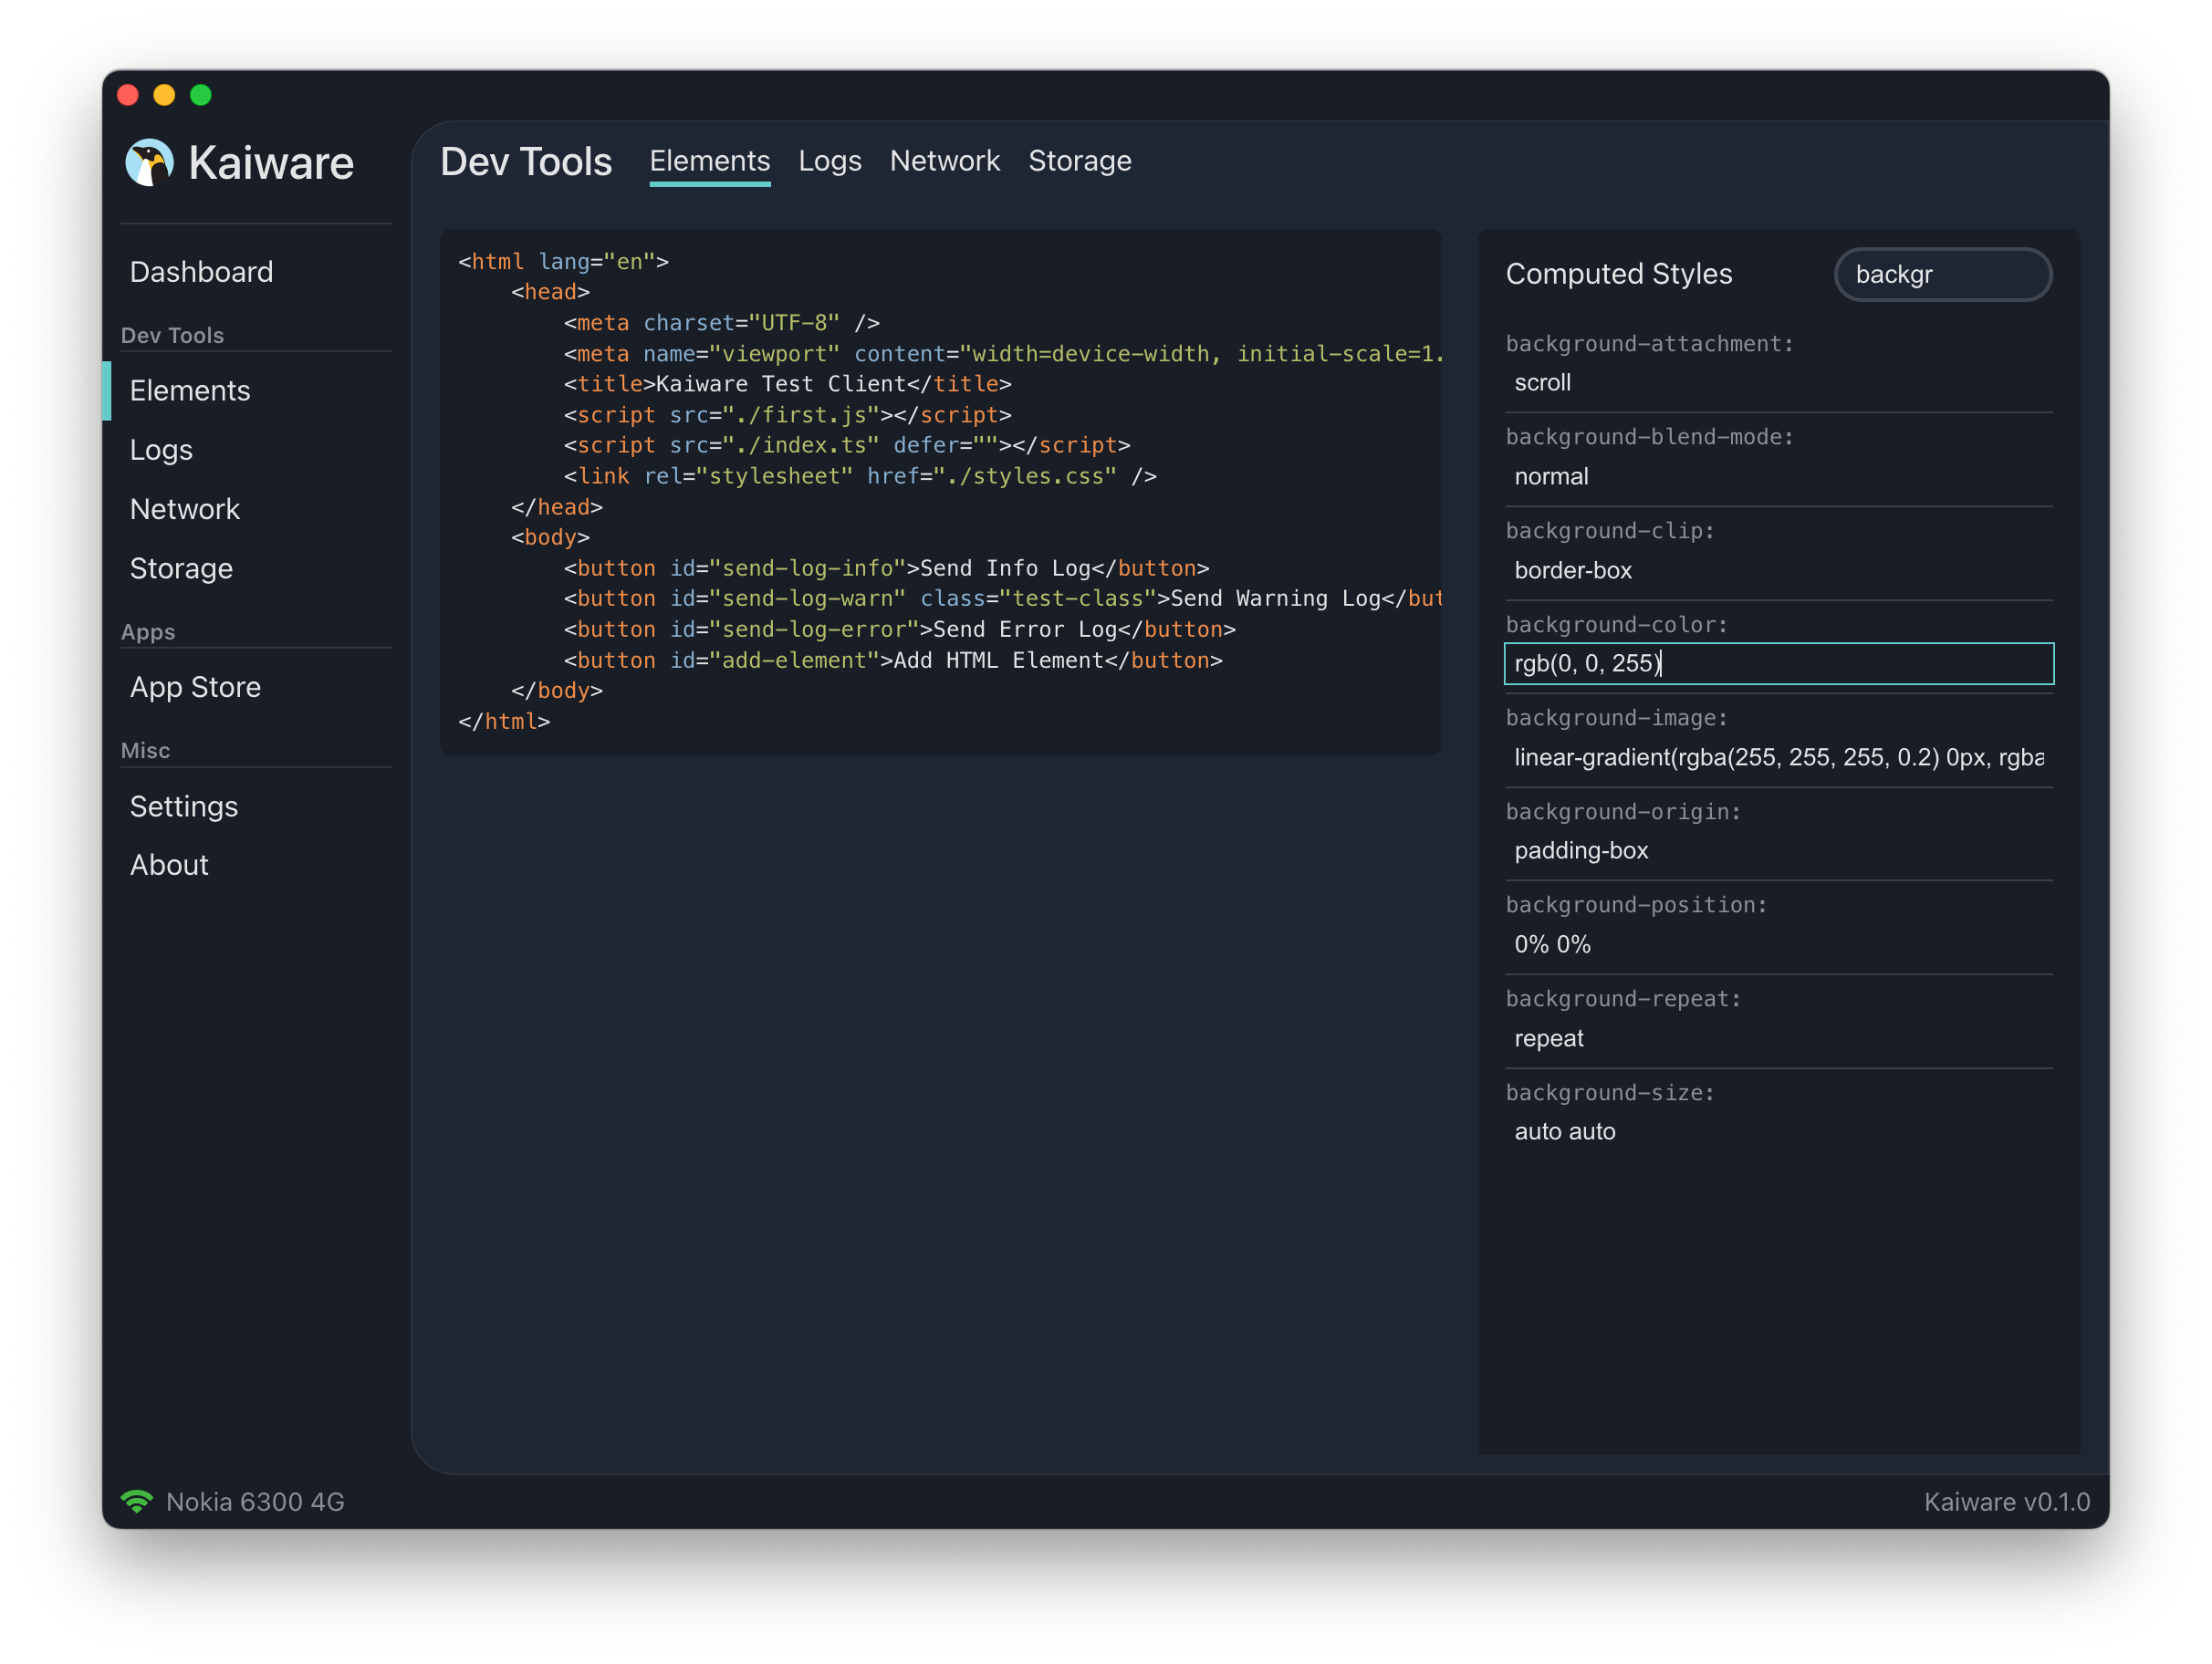 Kaiware
Dashboard
Dev Tools
Elements
Logs
Network
Storage
Apps
App Store
Misc
Settings
About
Dev Tools Elements Logs Network Storage
<html lang="en">
<head>
<meta charset="UTF-8" />
<meta name="viewport" content="width=device-width, initial-scale=1.
<title>Kaiware Test Client</title>
<script src="./first.js"></script>
<script src="./index.ts" defer=""></script>
<link rel="stylesheet" href="./styles.css" />
</head>
<body>
<button id="send-log-info">Send Info Log</button>
<button id="send-log-warn" class="test-class">Send Warning Log</but
<button id="send-log-error">Send Error Log</button>
<button id="add-element">Add HTML Element</button>
</body>
</html>
Computed Styles backgr
background-attachment:
scroll
background-blend-mode:
normal
background-clip:
border-box
background-color:
rgb(0, 0, 255)
background-image:
linear-gradient(rgba(255, 255, 255, 0.2) 0px, rgba
background-origin:
padding-box
background-position:
0% 0%
background-repeat:
repeat
background-size:
auto auto
Nokia 6300 4G
Kaiware v0.1.0